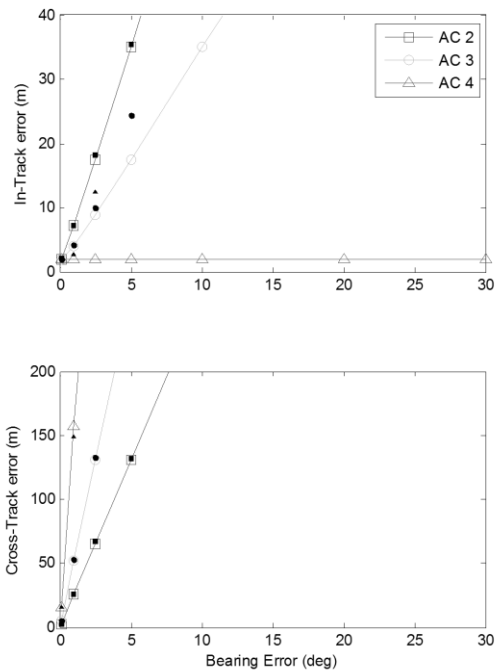 40
30
20
10
0
In-Track error (m)
AC 2
AC 3
AC 4
0 5 10 15 20 25 30
200
150
100
50
0
Cross-Track error (m)
0 5 10 15 20 25 30
Bearing Error (deg)